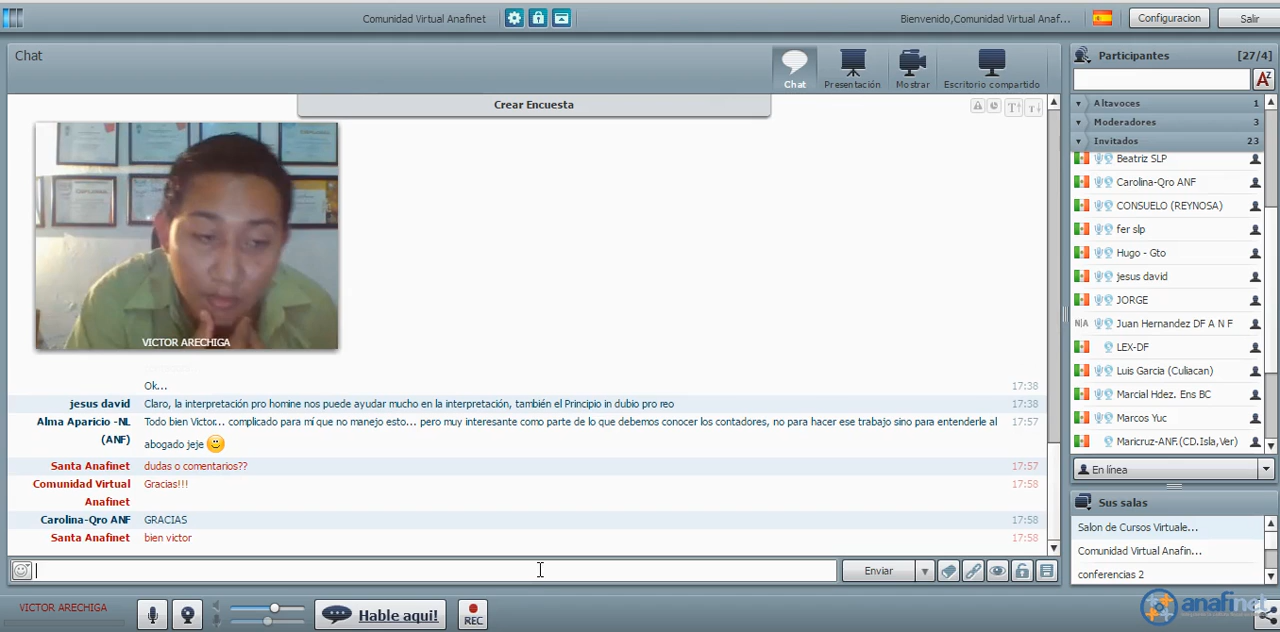 Comunidad Virtual Anafinet
Bienvenido,Comunidad Virtual Anaf...
Configuracion
Salir
Chat
Chat
Presentación
Mostrar
Escritorio compartido
Participantes
[27/4]
Crear Encuesta
Altavoces 1
Moderadores 3
Invitados 23
Beatriz SLP
Carolina-Qro ANF
CONSUELO (REYNOSA)
fer slp
Hugo - Gto
jesus david
JORGE
N/A Juan Hernandez DF A N F
LEX-DF
Luis Garcia (Culiacan)
Marcial Hdez. Ens BC
Marcos Yuc
Maricruz-ANF.(CD.Isla,Ver)
En línea
Sus salas
Salon de Cursos Virtuale...
Comunidad Virtual Anafin...
conferencias 2
VICTOR ARECHIGA
Ok... 17:38
jesus david Claro, la interpretación pro homine nos puede ayudar mucho en la interpretación, también el Principio in dubio pro reo 17:38
Alma Aparicio -NL Todo bien Victor... complicado para mí que no manejo esto... pero muy interesante como parte de lo que debemos conocer los contadores, no para hacer ese trabajo sino para entenderle al 17:57
(ANF) abogado jeje
Santa Anafinet dudas o comentarios?? 17:57
Comunidad Virtual Gracias!!! 17:58
Anafinet
Carolina-Qro ANF GRACIAS 17:58
Santa Anafinet bien victor 17:58
Enviar
VICTOR ARECHIGA
Hable aqui!
REC
anafinet